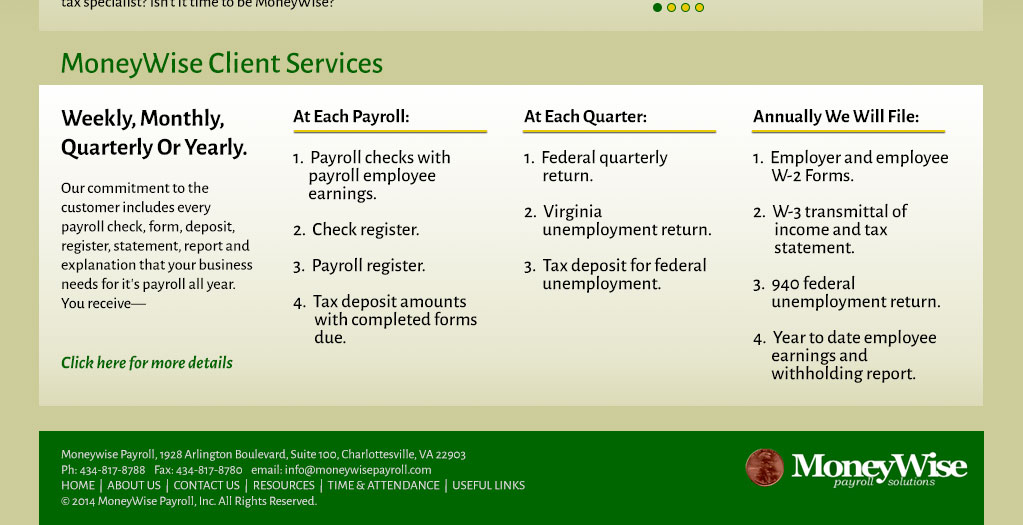 tax specialist? Isn't it time to be MoneyWise?
MoneyWise Client Services
Weekly, Monthly,
Quarterly Or Yearly.
Our commitment to the
customer includes every
payroll check, form, deposit,
register, statement, report and
explanation that your business
needs for it's payroll all year.
You receive—
Click here for more details
At Each Payroll:
1. Payroll checks with
payroll employee
earnings.
2. Check register.
3. Payroll register.
4. Tax deposit amounts
with completed forms
due.
At Each Quarter:
1. Federal quarterly
return.
2. Virginia
unemployment return.
3. Tax deposit for federal
unemployment.
Annually We Will File:
1. Employer and employee
W-2 Forms.
2. W-3 transmittal of
income and tax
statement.
3. 940 federal
unemployment return.
4. Year to date employee
earnings and
withholding report.
Moneywise Payroll, 1928 Arlington Boulevard, Suite 100, Charlottesville, VA 22903
Ph: 434-817-8788 Fax: 434-817-8780 email: info@moneywisepayroll.com
HOME | ABOUT US | CONTACT US | RESOURCES | TIME & ATTENDANCE | USEFUL LINKS
© 2014 MoneyWise Payroll, Inc. All Rights Reserved.
MoneyWise
payroll solutions